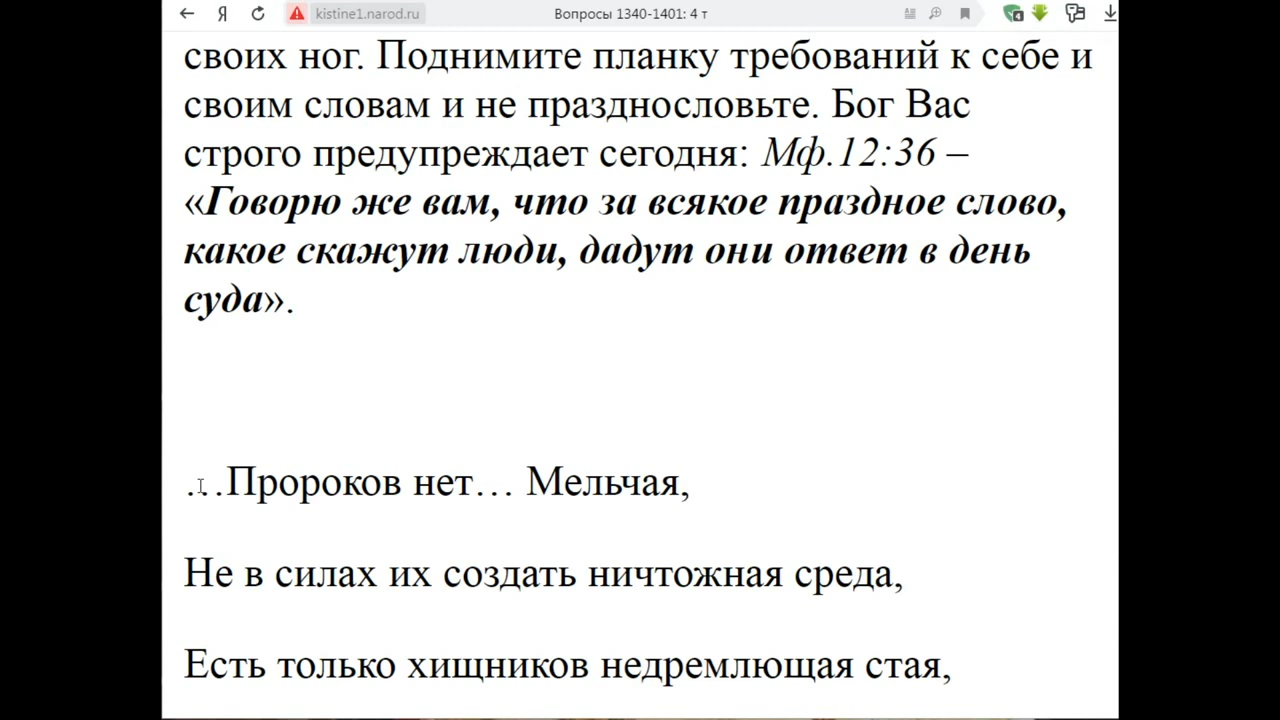 Я kistine1.narod.ru Вопросы 1340-1401: 4 т 4
своих ног. Поднимите планку требований к себе и
своим словам и не празднословьте. Бог Вас
строго предупреждает сегодня: Мф.12:36 –
«Говорю же вам, что за всякое праздное слово,
какое скажут люди, дадут они ответ в день
суда».
…Пророков нет… Мельчая,
Не в силах их создать ничтожная среда,
Есть только хищников недремлющая стая,